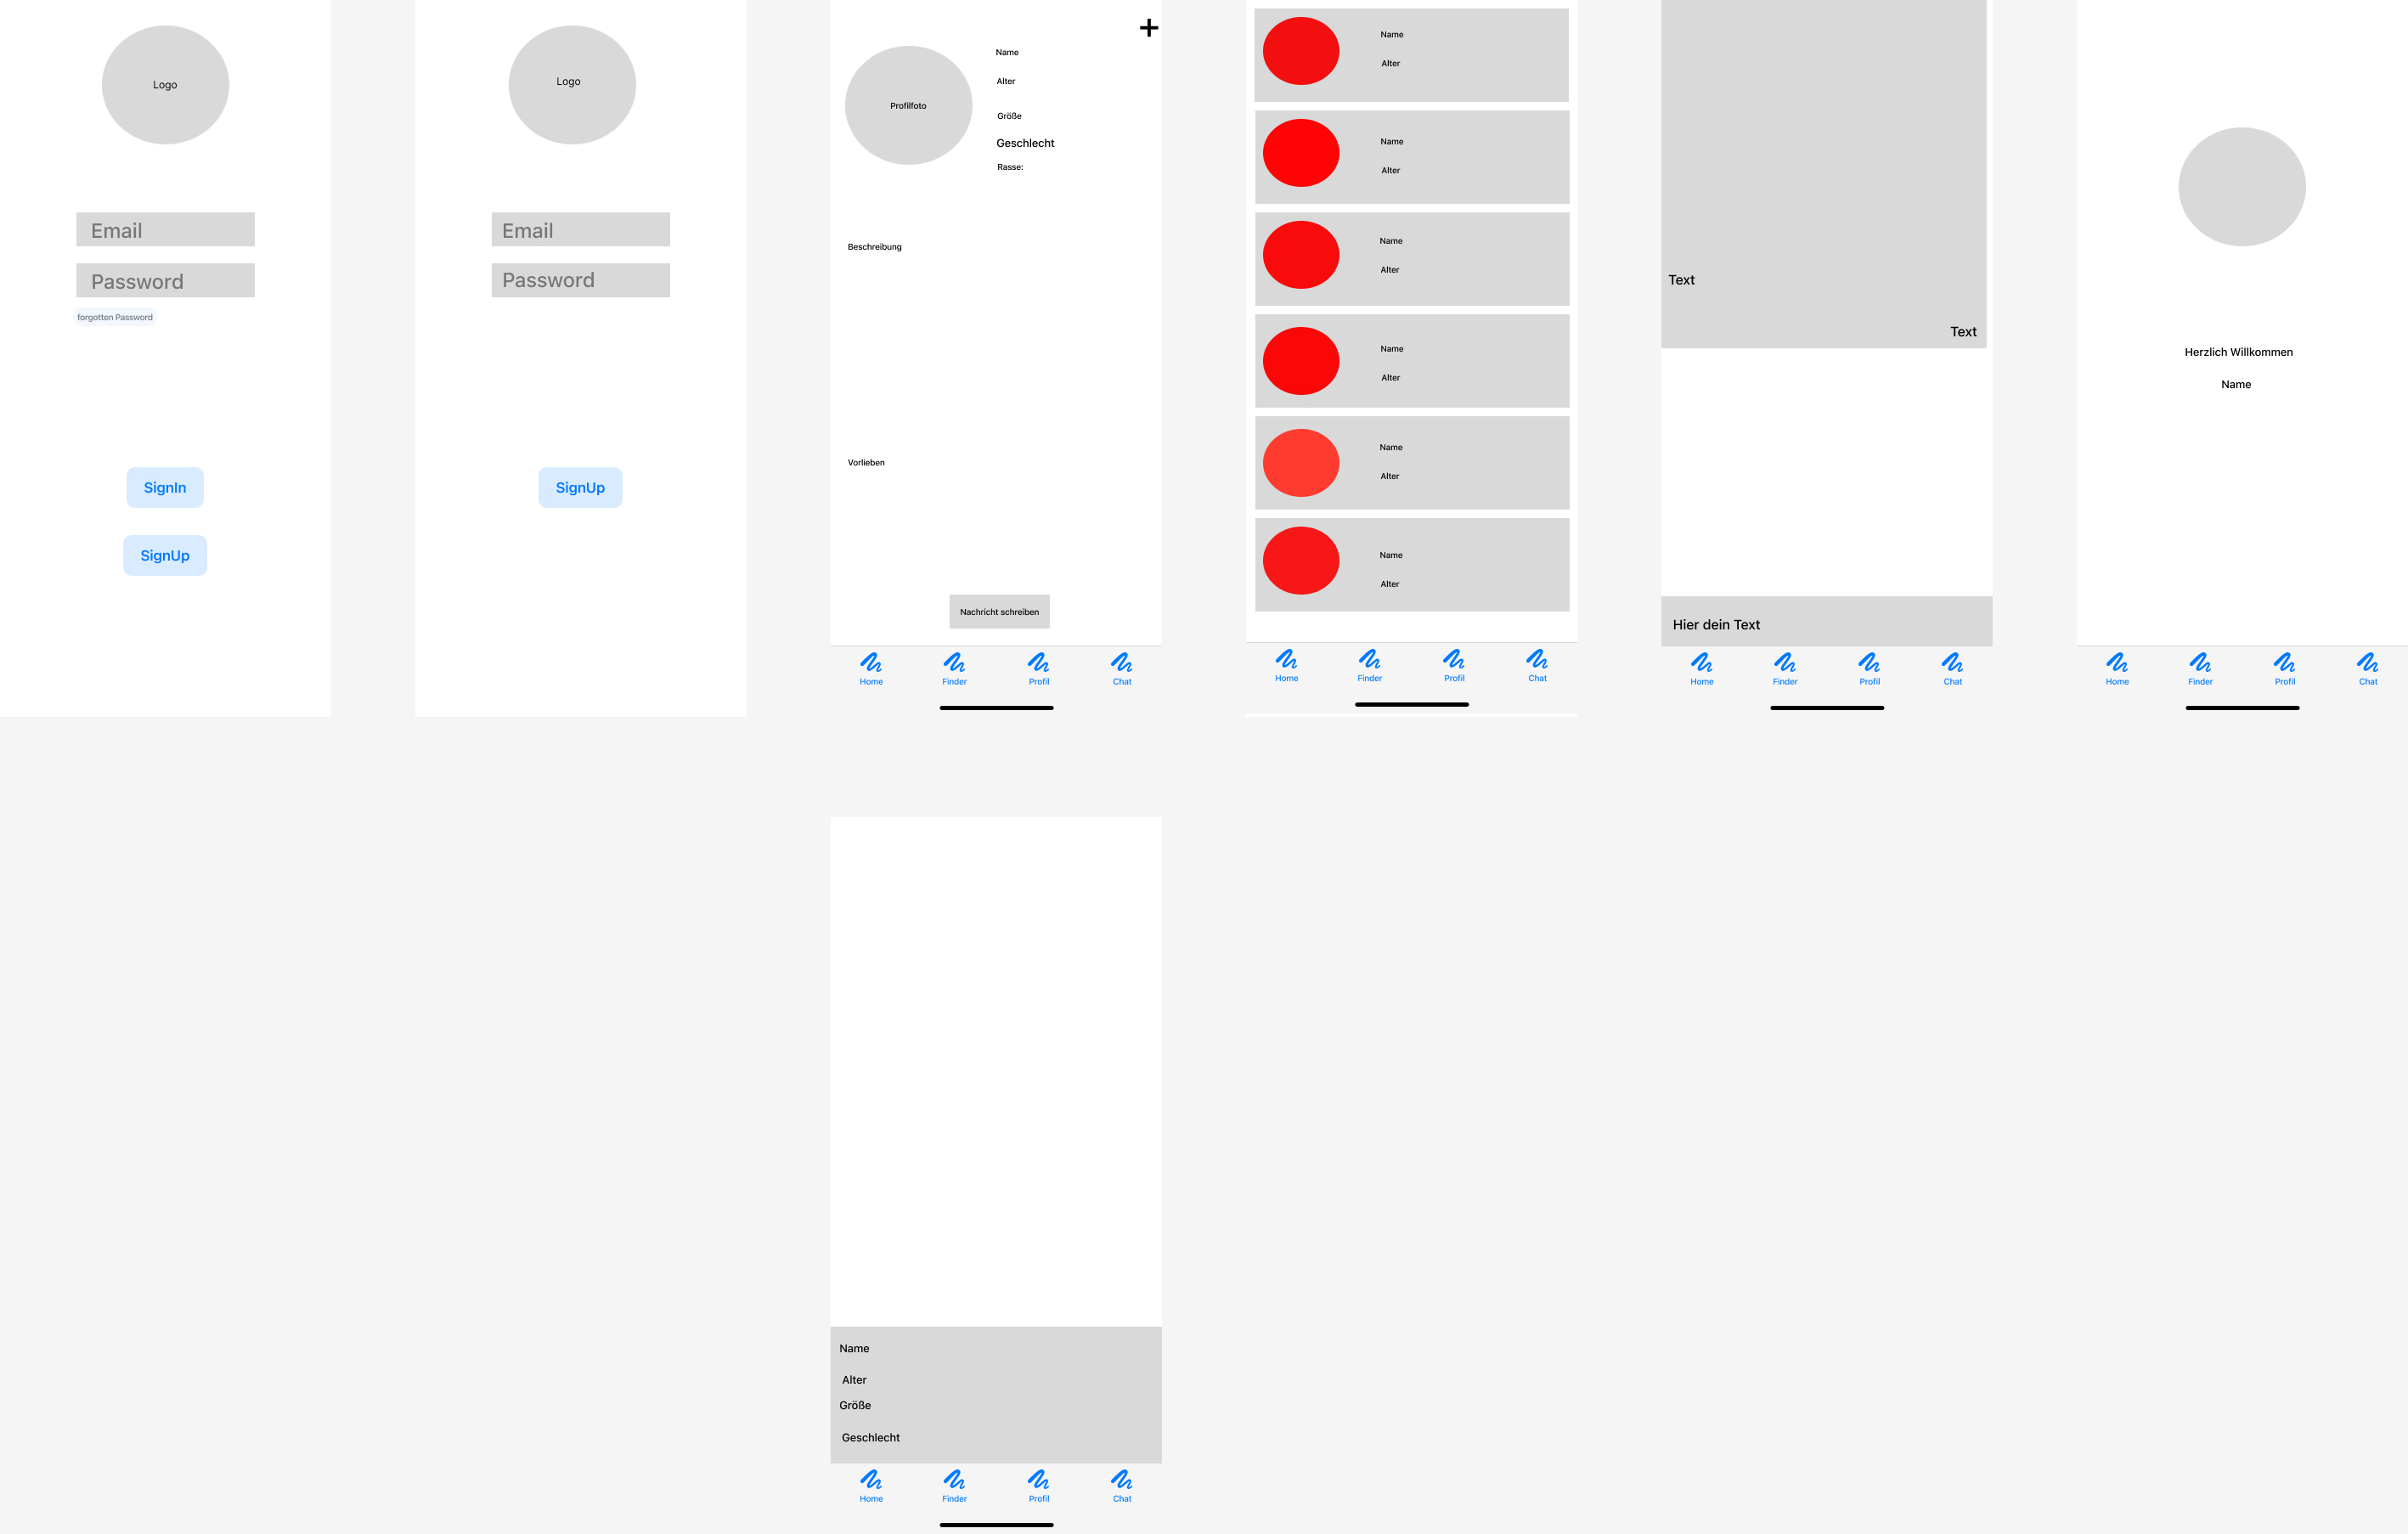 Logo
Email
Password
forgotten Password
SignIn
SignUp
Logo
Email
Password
SignUp
Profilfoto
Name
Alter
Größe
Geschlecht
Rasse:
Beschreibung
Vorlieben
Nachricht schreiben
Home Finder Profil Chat
Name
Alter
Name
Alter
Name
Alter
Name
Alter
Name
Alter
Name
Alter
Home Finder Profil Chat
Text
Text
Hier dein Text
Home Finder Profil Chat
Herzlich Willkommen
Name
Home Finder Profil Chat
Name
Alter
Größe
Geschlecht
Home Finder Profil Chat